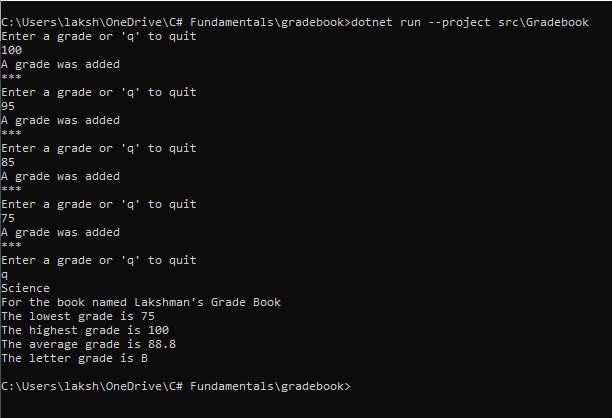 C:\Users\laksh\OneDrive\C# Fundamentals\gradebook>dotnet run --project src\Gradebook
Enter a grade or 'q' to quit
100
A grade was added
***
Enter a grade or 'q' to quit
95
A grade was added
***
Enter a grade or 'q' to quit
85
A grade was added
***
Enter a grade or 'q' to quit
75
A grade was added
***
Enter a grade or 'q' to quit
q
Science
For the book named Lakshman's Grade Book
The lowest grade is 75
The highest grade is 100
The average grade is 88.8
The letter grade is B
C:\Users\laksh\OneDrive\C# Fundamentals\gradebook>